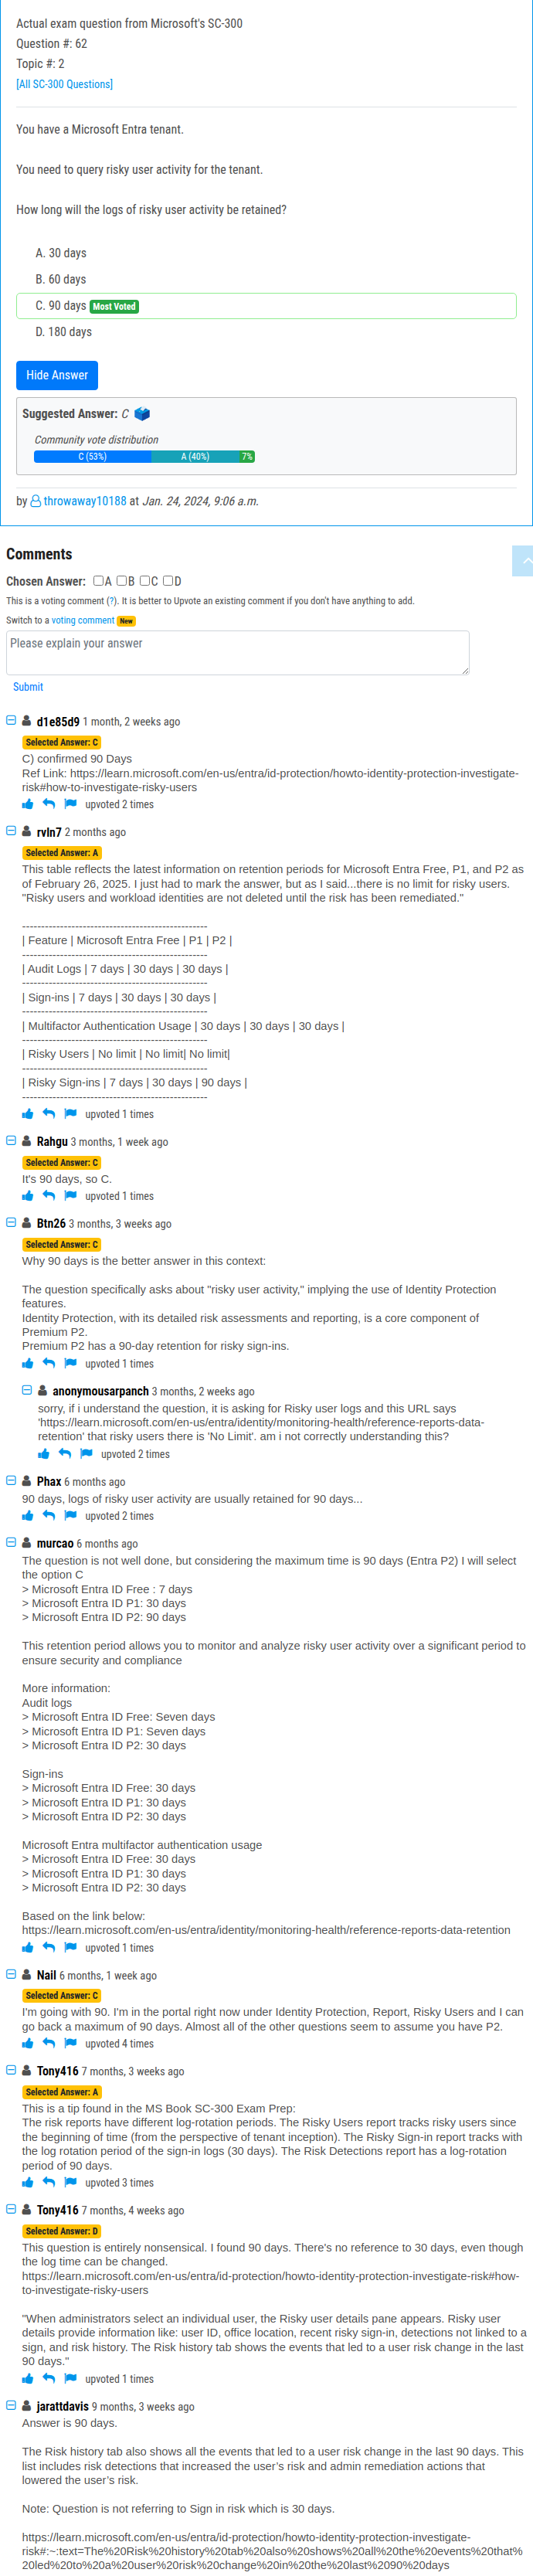 Actual exam question from Microsoft's SC-300
Question #: 62
Topic #: 2
[All SC-300 Questions]
You have a Microsoft Entra tenant.
You need to query risky user activity for the tenant.
How long will the logs of risky user activity be retained?
A. 30 days
B. 60 days
C. 90 days Most Voted
D. 180 days
Hide Answer
Suggested Answer: C
Community vote distribution
C (53%) A (40%) 7%
by throwaway10188 at Jan. 24, 2024, 9:06 a.m.
Comments
Chosen Answer: A B C D
This is a voting comment (?). It is better to Upvote an existing comment if you don't have anything to add.
Switch to a voting comment New
Please explain your answer
Submit
d1e85d9 1 month, 2 weeks ago
Selected Answer: C
C) confirmed 90 Days
Ref Link: https://learn.microsoft.com/en-us/entra/id-protection/howto-identity-protection-investigate-
risk#how-to-investigate-risky-users
upvoted 2 times
rvln7 2 months ago
Selected Answer: A
This table reflects the latest information on retention periods for Microsoft Entra Free, P1, and P2 as
of February 26, 2025. I just had to mark the answer, but as I said...there is no limit for risky users.
"Risky users and workload identities are not deleted until the risk has been remediated."
--------------------------------------------------
| Feature | Microsoft Entra Free | P1 | P2 |
--------------------------------------------------
| Audit Logs | 7 days | 30 days | 30 days |
--------------------------------------------------
| Sign-ins | 7 days | 30 days | 30 days |
--------------------------------------------------
| Multifactor Authentication Usage | 30 days | 30 days | 30 days |
--------------------------------------------------
| Risky Users | No limit | No limit| No limit|
--------------------------------------------------
| Risky Sign-ins | 7 days | 30 days | 90 days |
--------------------------------------------------
upvoted 1 times
Rahgu 3 months, 1 week ago
Selected Answer: C
It's 90 days, so C.
upvoted 1 times
Btn26 3 months, 3 weeks ago
Selected Answer: C
Why 90 days is the better answer in this context:
The question specifically asks about "risky user activity," implying the use of Identity Protection
features.
Identity Protection, with its detailed risk assessments and reporting, is a core component of
Premium P2.
Premium P2 has a 90-day retention for risky sign-ins.
upvoted 1 times
anonymousarpanch 3 months, 2 weeks ago
sorry, if i understand the question, it is asking for Risky user logs and this URL says
'https://learn.microsoft.com/en-us/entra/identity/monitoring-health/reference-reports-data-
retention' that risky users there is 'No Limit'. am i not correctly understanding this?
upvoted 2 times
Phax 6 months ago
90 days, logs of risky user activity are usually retained for 90 days...
upvoted 2 times
murcao 6 months ago
The question is not well done, but considering the maximum time is 90 days (Entra P2) I will select
the option C
> Microsoft Entra ID Free : 7 days
> Microsoft Entra ID P1: 30 days
> Microsoft Entra ID P2: 90 days
This retention period allows you to monitor and analyze risky user activity over a significant period to
ensure security and compliance
More information:
Audit logs
> Microsoft Entra ID Free: Seven days
> Microsoft Entra ID P1: Seven days
> Microsoft Entra ID P2: 30 days
Sign-ins
> Microsoft Entra ID Free: 30 days
> Microsoft Entra ID P1: 30 days
> Microsoft Entra ID P2: 30 days
Microsoft Entra multifactor authentication usage
> Microsoft Entra ID Free: 30 days
> Microsoft Entra ID P1: 30 days
> Microsoft Entra ID P2: 30 days
Based on the link below:
https://learn.microsoft.com/en-us/entra/identity/monitoring-health/reference-reports-data-retention
upvoted 1 times
Nail 6 months, 1 week ago
Selected Answer: C
I'm going with 90. I'm in the portal right now under Identity Protection, Report, Risky Users and I can
go back a maximum of 90 days. Almost all of the other questions seem to assume you have P2.
upvoted 4 times
Tony416 7 months, 3 weeks ago
Selected Answer: A
This is a tip found in the MS Book SC-300 Exam Prep:
The risk reports have different log-rotation periods. The Risky Users report tracks risky users since
the beginning of time (from the perspective of tenant inception). The Risky Sign-in report tracks with
the log rotation period of the sign-in logs (30 days). The Risk Detections report has a log-rotation
period of 90 days.
upvoted 3 times
Tony416 7 months, 4 weeks ago
Selected Answer: D
This question is entirely nonsensical. I found 90 days. There's no reference to 30 days, even though
the log time can be changed.
https://learn.microsoft.com/en-us/entra/id-protection/howto-identity-protection-investigate-risk#how-
to-investigate-risky-users
"When administrators select an individual user, the Risky user details pane appears. Risky user
details provide information like: user ID, office location, recent risky sign-in, detections not linked to a
sign, and risk history. The Risk history tab shows the events that led to a user risk change in the last
90 days."
upvoted 1 times
jarattdavis 9 months, 3 weeks ago
Answer is 90 days.
The Risk history tab also shows all the events that led to a user risk change in the last 90 days. This
list includes risk detections that increased the user's risk and admin remediation actions that
lowered the user's risk.
Note: Question is not referring to Sign in risk which is 30 days.
https://learn.microsoft.com/en-us/entra/id-protection/howto-identity-protection-investigate-
risk#:~:text=The%20Risk%20history%20tab%20also%20shows%20all%20the%20events%20that%
20led%20to%20a%20user%20risk%20change%20in%20the%20last%2090%20days